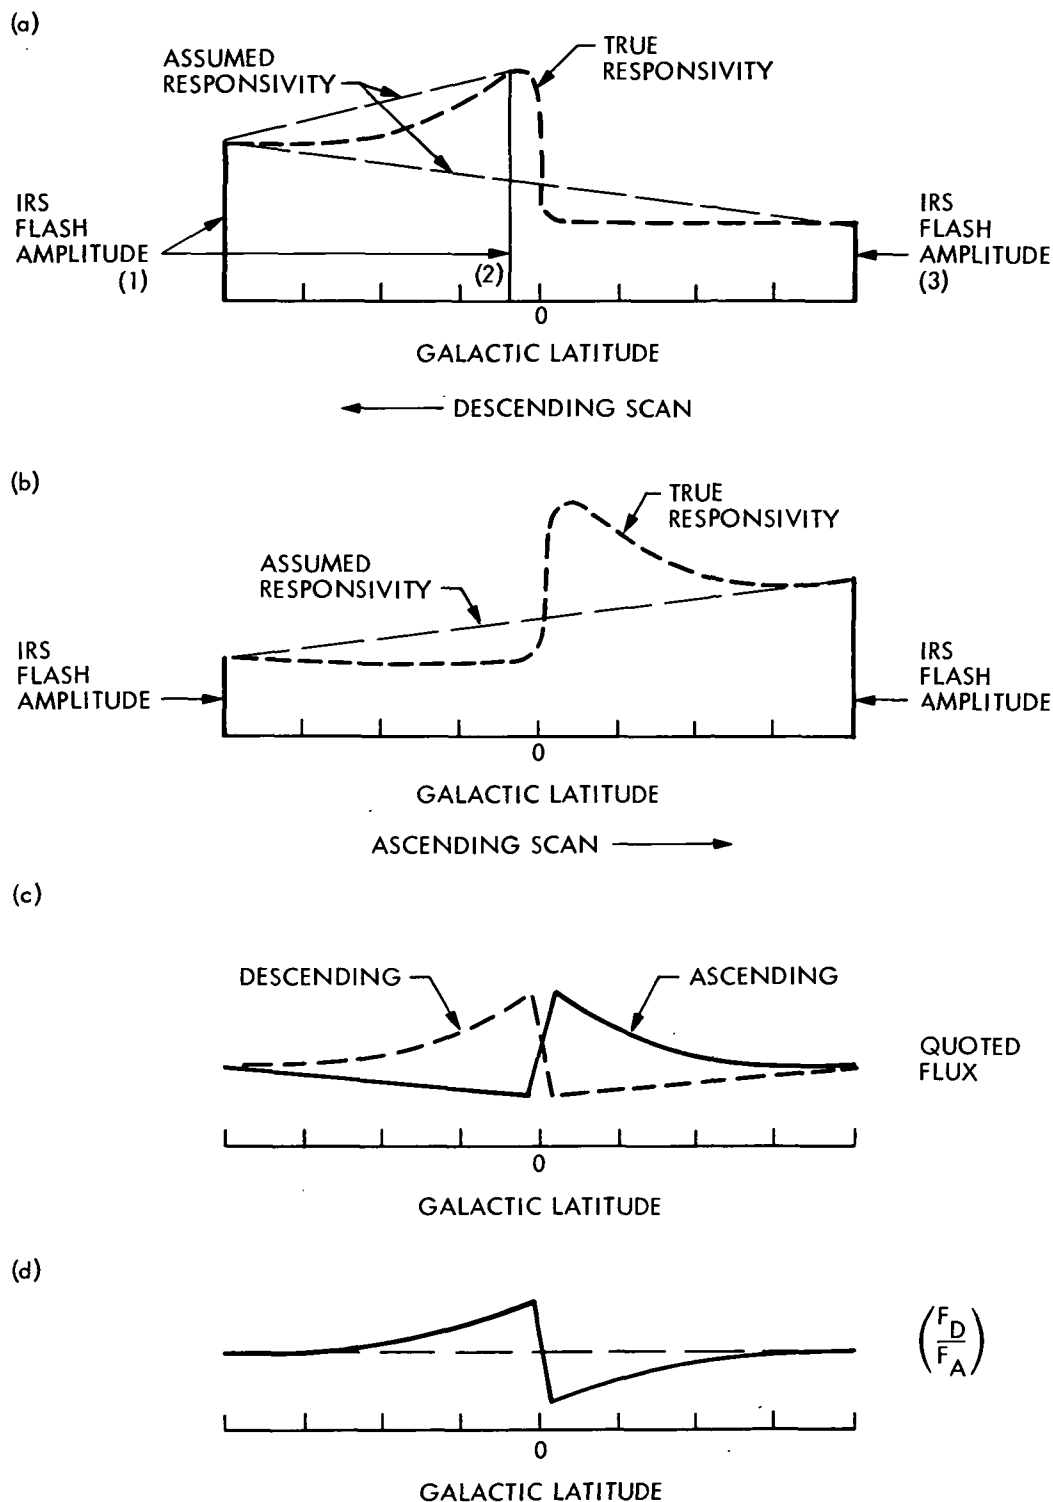 (a)
ASSUMED
RESPONSIVITY
TRUE
RESPONSIVITY
IRS
FLASH
AMPLITUDE
(1)
(2)
IRS
FLASH
AMPLITUDE
(3)
0
GALACTIC LATITUDE
DESCENDING SCAN
(b)
TRUE
RESPONSIVITY
ASSUMED
RESPONSIVITY
IRS
FLASH
AMPLITUDE
IRS
FLASH
AMPLITUDE
0
GALACTIC LATITUDE
ASCENDING SCAN
(c)
DESCENDING
ASCENDING
QUOTED
FLUX
0
GALACTIC LATITUDE
(d)
(F_D / F_A)
0
GALACTIC LATITUDE